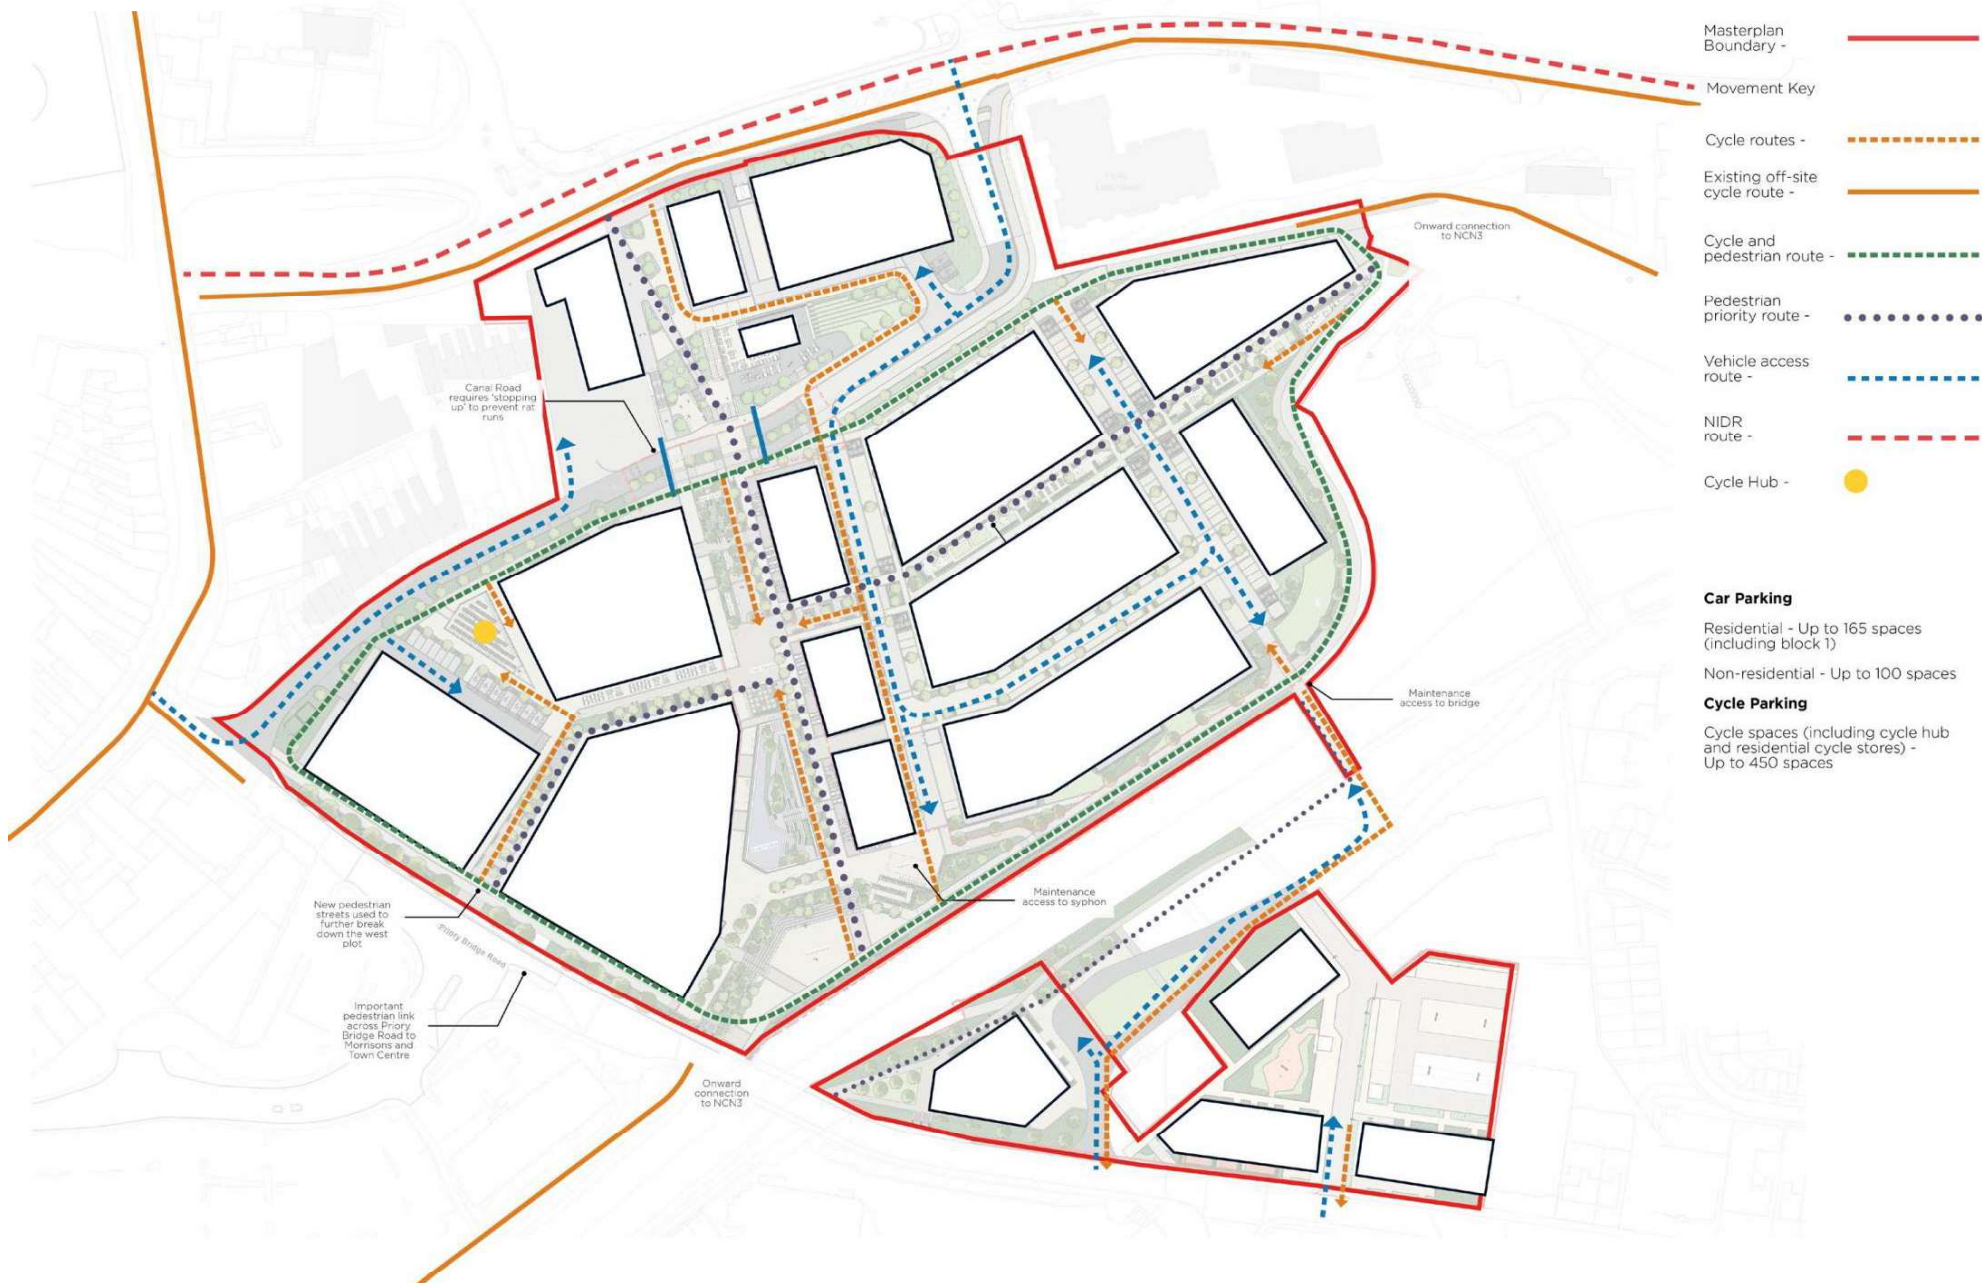 Masterplan
Boundary -
Movement Key
Cycle routes -
Existing off-site
cycle route -
Cycle and
pedestrian route -
Pedestrian
priority route -
Vehicle access
route -
NIDR
route -
Cycle Hub -
Car Parking
Residential - Up to 165 spaces
(including block 1)
Non-residential - Up to 100 spaces
Cycle Parking
Cycle spaces (including cycle hub
and residential cycle stores) -
Up to 450 spaces
Onward connection
to NCN3
Canal Road
requires 'stopping
up' to prevent rat
runs
Maintenance
access to bridge
Maintenance
access to syphon
New pedestrian
streets used to
further break
down the west
plot
Priory Bridge Road
Important
pedestrian link
across Priory
Bridge Road to
Morrisons and
Town Centre
Onward
connection
to NCN3